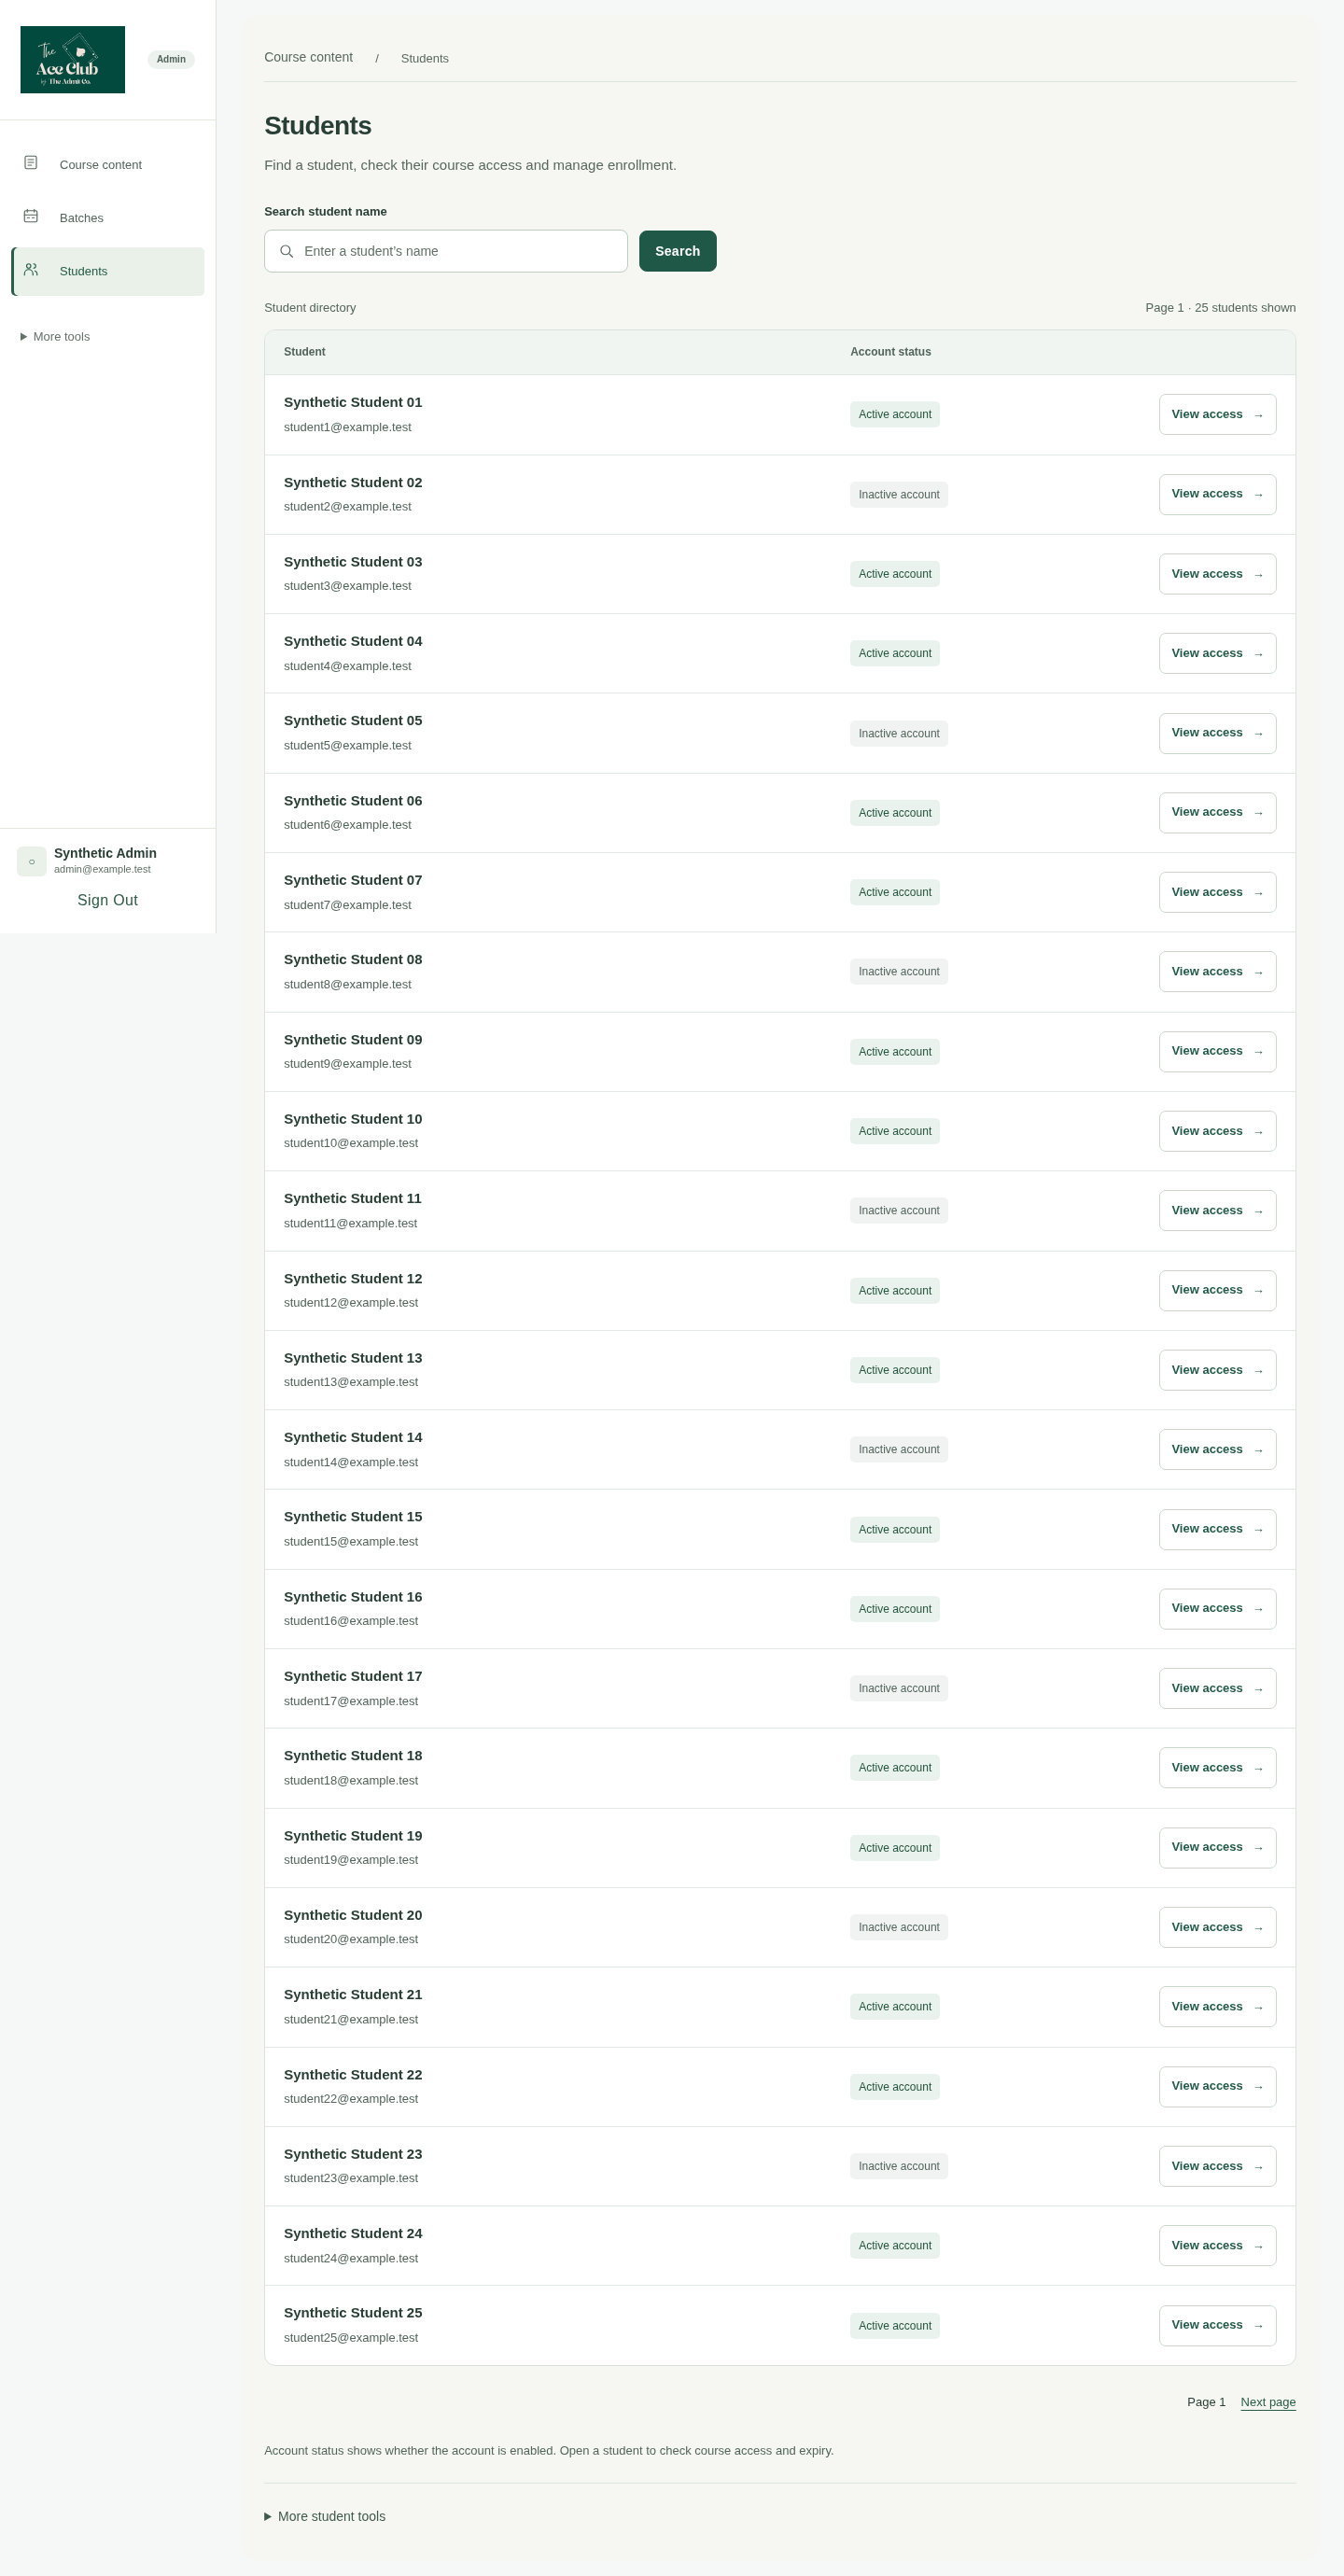 The
Ace Club
by The Admit Co.
Admin
Course content
Batches
Students
▶ More tools
Synthetic Admin
admin@example.test
Sign Out
Course content / Students
Students
Find a student, check their course access and manage enrollment.
Search student name
Enter a student’s name
Search
Student directory
Page 1 · 25 students shown
Student Account status
Synthetic Student 01
student1@example.test
Active account
View access →
Synthetic Student 02
student2@example.test
Inactive account
View access →
Synthetic Student 03
student3@example.test
Active account
View access →
Synthetic Student 04
student4@example.test
Active account
View access →
Synthetic Student 05
student5@example.test
Inactive account
View access →
Synthetic Student 06
student6@example.test
Active account
View access →
Synthetic Student 07
student7@example.test
Active account
View access →
Synthetic Student 08
student8@example.test
Inactive account
View access →
Synthetic Student 09
student9@example.test
Active account
View access →
Synthetic Student 10
student10@example.test
Active account
View access →
Synthetic Student 11
student11@example.test
Inactive account
View access →
Synthetic Student 12
student12@example.test
Active account
View access →
Synthetic Student 13
student13@example.test
Active account
View access →
Synthetic Student 14
student14@example.test
Inactive account
View access →
Synthetic Student 15
student15@example.test
Active account
View access →
Synthetic Student 16
student16@example.test
Active account
View access →
Synthetic Student 17
student17@example.test
Inactive account
View access →
Synthetic Student 18
student18@example.test
Active account
View access →
Synthetic Student 19
student19@example.test
Active account
View access →
Synthetic Student 20
student20@example.test
Inactive account
View access →
Synthetic Student 21
student21@example.test
Active account
View access →
Synthetic Student 22
student22@example.test
Active account
View access →
Synthetic Student 23
student23@example.test
Inactive account
View access →
Synthetic Student 24
student24@example.test
Active account
View access →
Synthetic Student 25
student25@example.test
Active account
View access →
Page 1 Next page
Account status shows whether the account is enabled. Open a student to check course access and expiry.
▶ More student tools